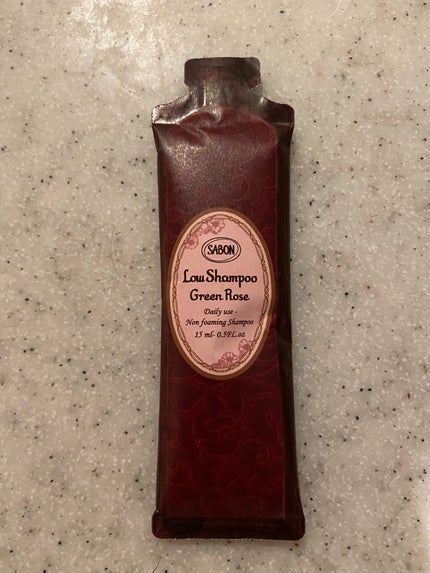 SABON
Low Shampoo
Green Rose
Daily use -
Non foaming Shampoo
15 ml- 0.5FL.oz